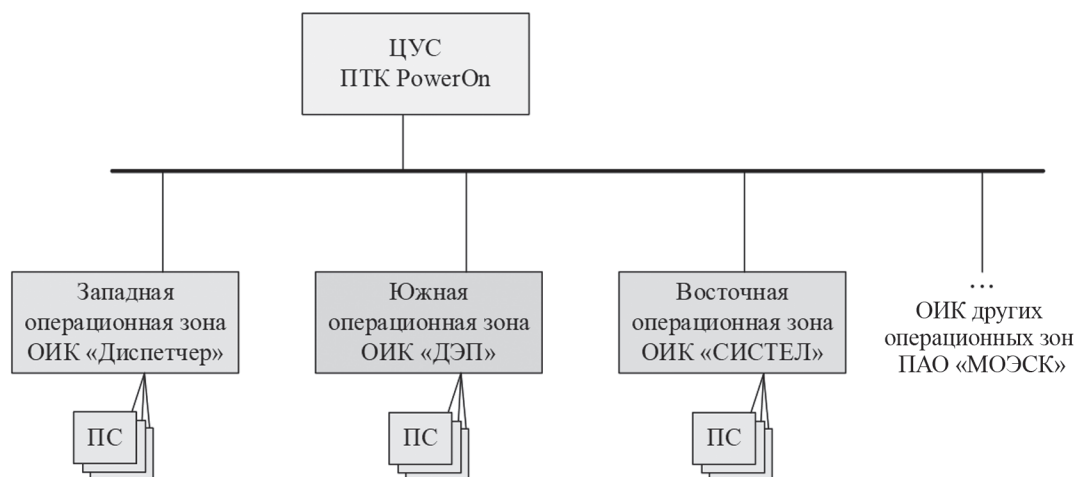 ЦУС
ПТК PowerOn
Западная
операционная зона
ОИК «Диспетчер»
Южная
операционная зона
ОИК «ДЭП»
Восточная
операционная зона
ОИК «СИСТЕЛ»
...
ОИК других
операционных зон
ПАО «МОЭСК»
ПС
ПС
ПС